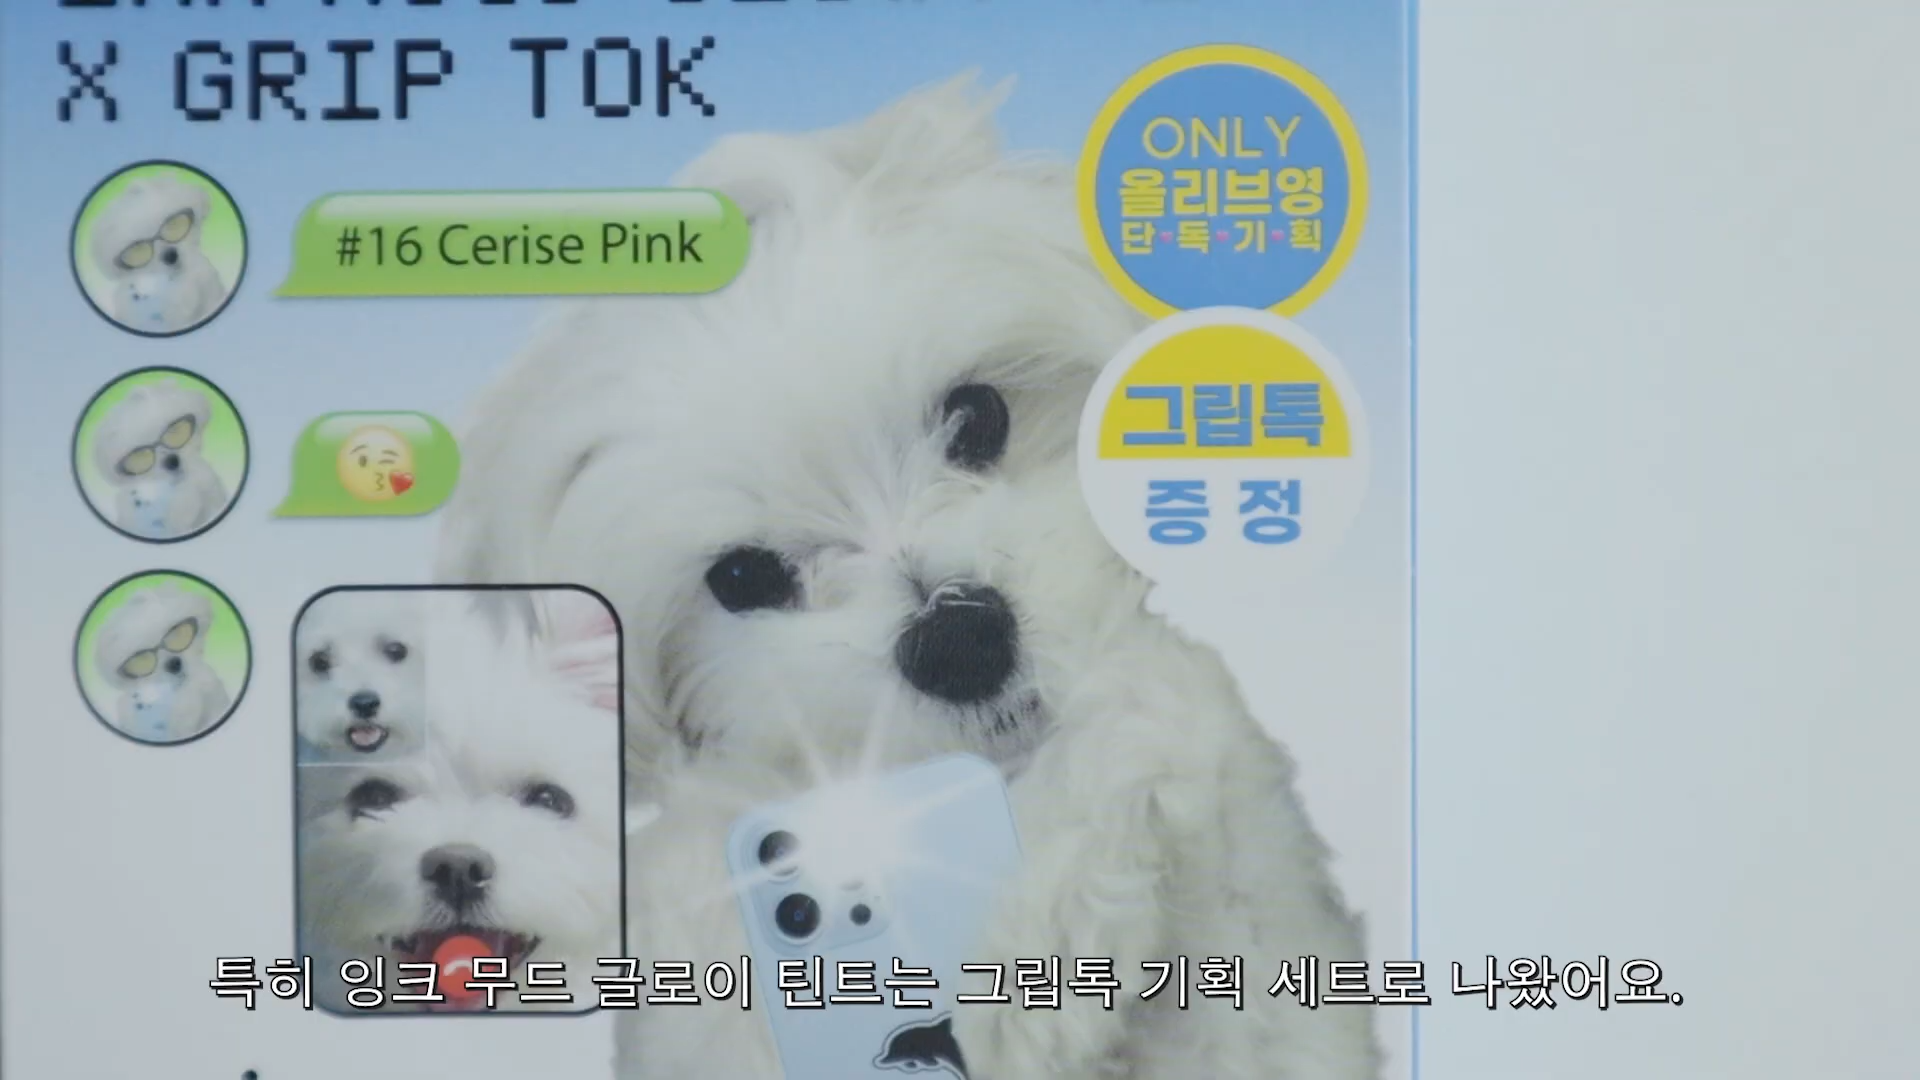 X GRIP TOK
#16 Cerise Pink
ONLY
올리브영
단독기획
그립톡
증정
특히 잉크 무드 글로이 틴트는 그립톡 기획 세트로 나왔어요.